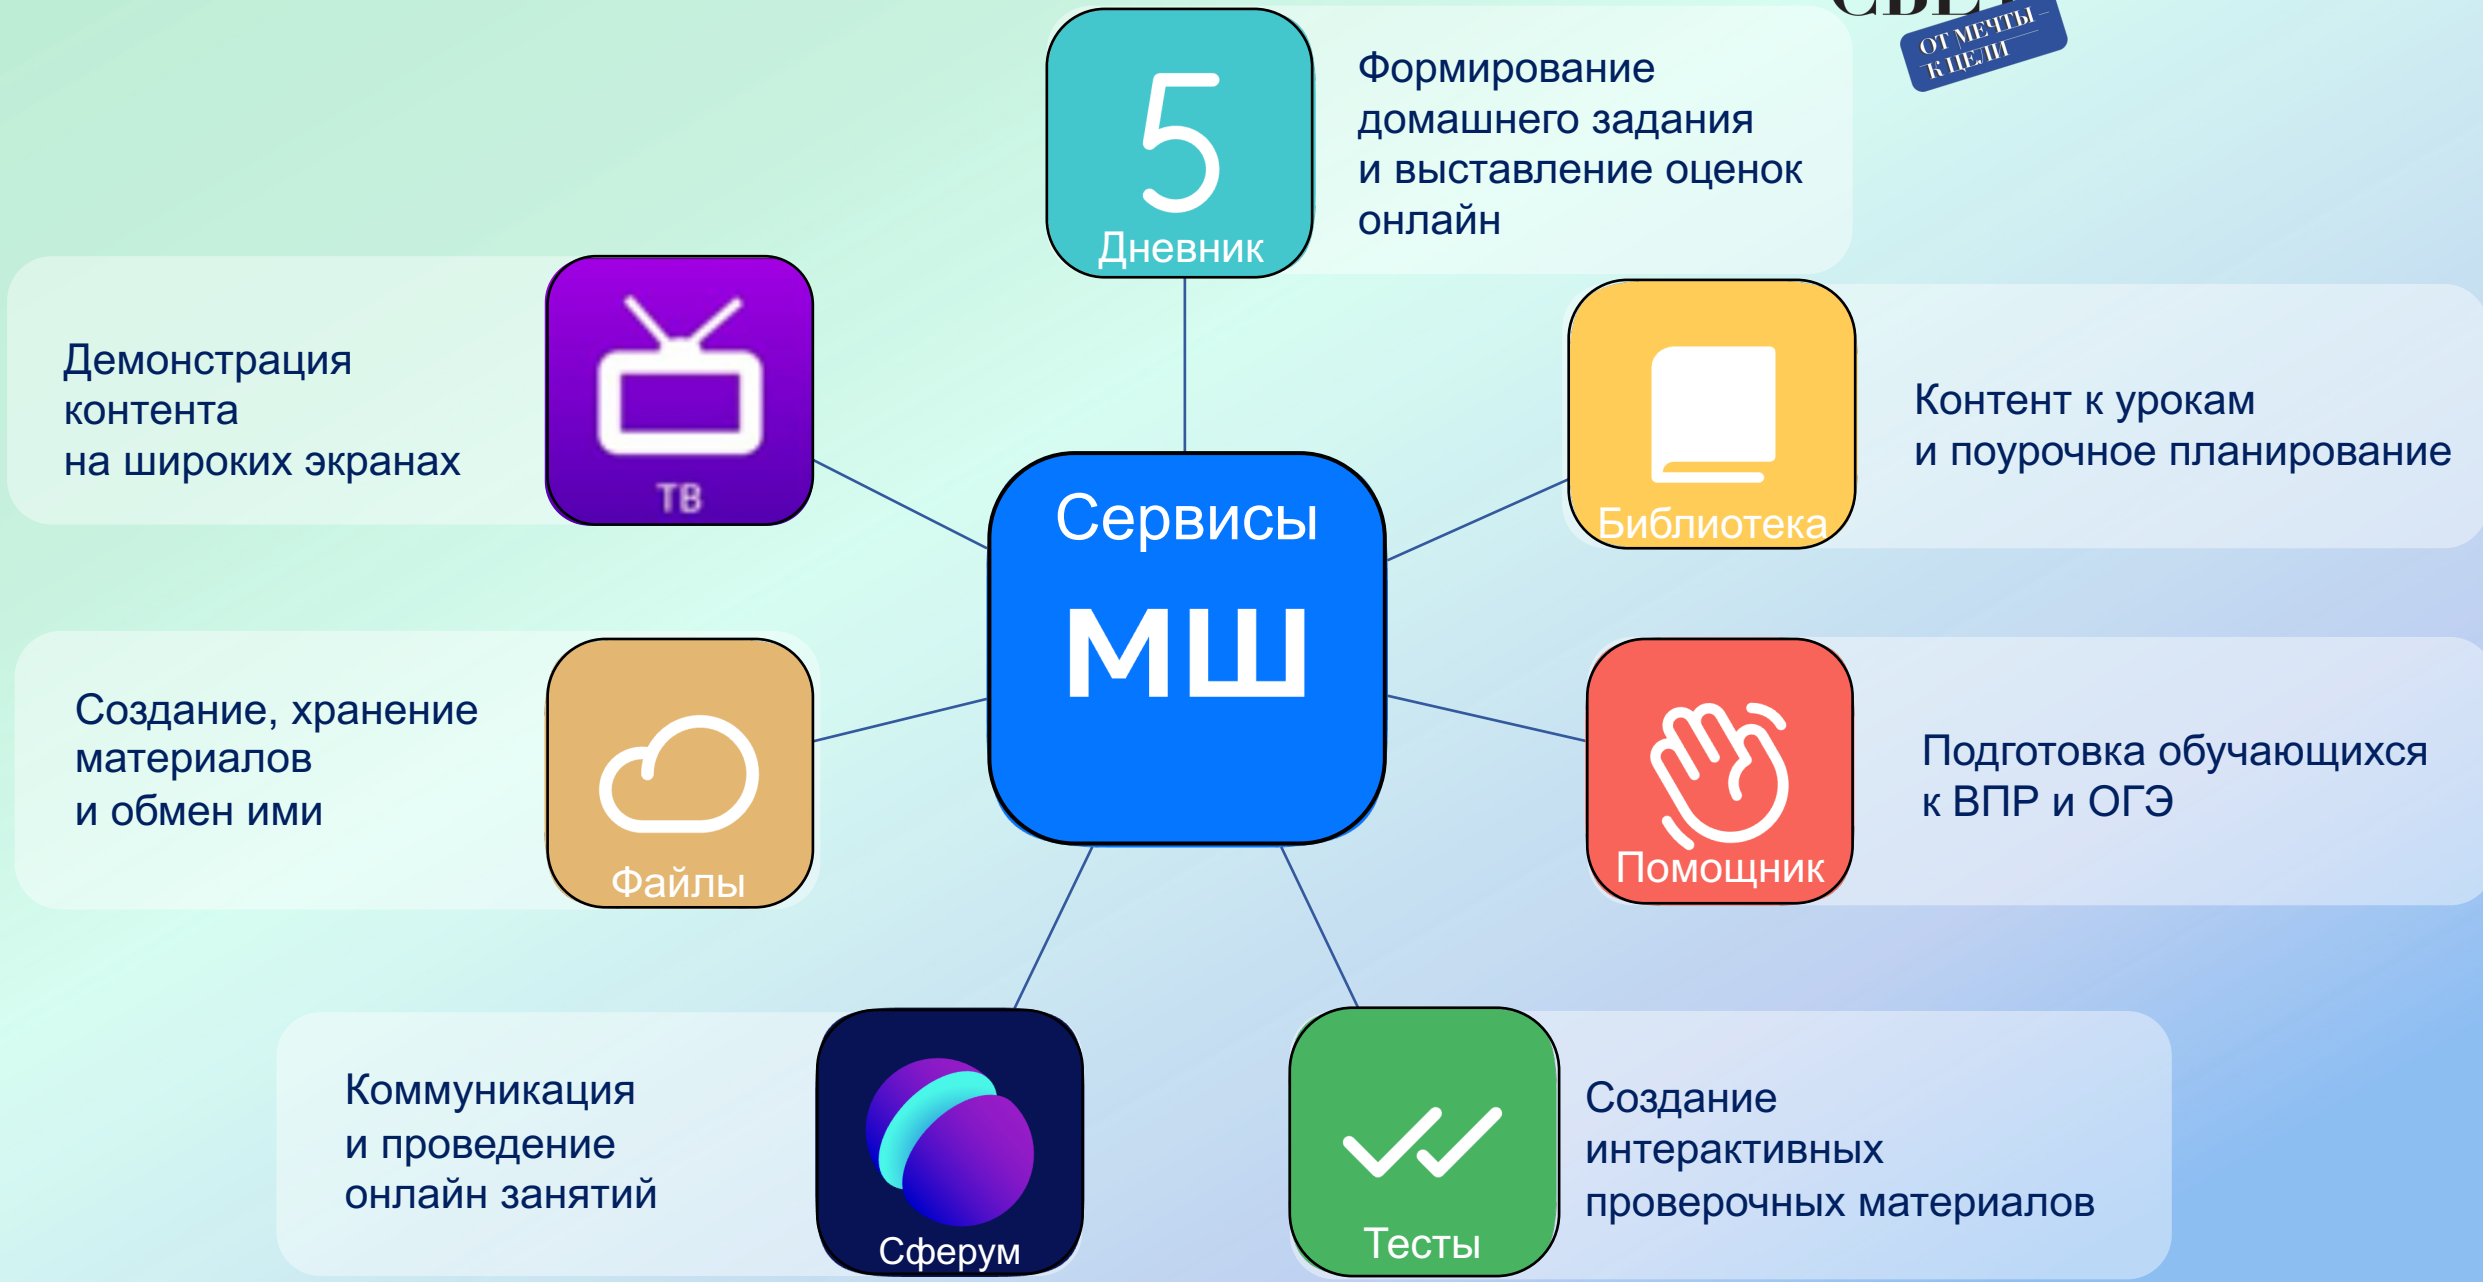 ОТ МЕЧТЫ –
К ЦЕЛИ
5
Дневник
Формирование
домашнего задания
и выставление оценок
онлайн
Демонстрация
контента
на широких экранах
ТВ
Библиотека
Контент к урокам
и поурочное планирование
Сервисы
МШ
Создание, хранение
материалов
и обмен ими
Файлы
Помощник
Подготовка обучающихся
к ВПР и ОГЭ
Коммуникация
и проведение
онлайн занятий
Сферум
Тесты
Создание
интерактивных
проверочных материалов